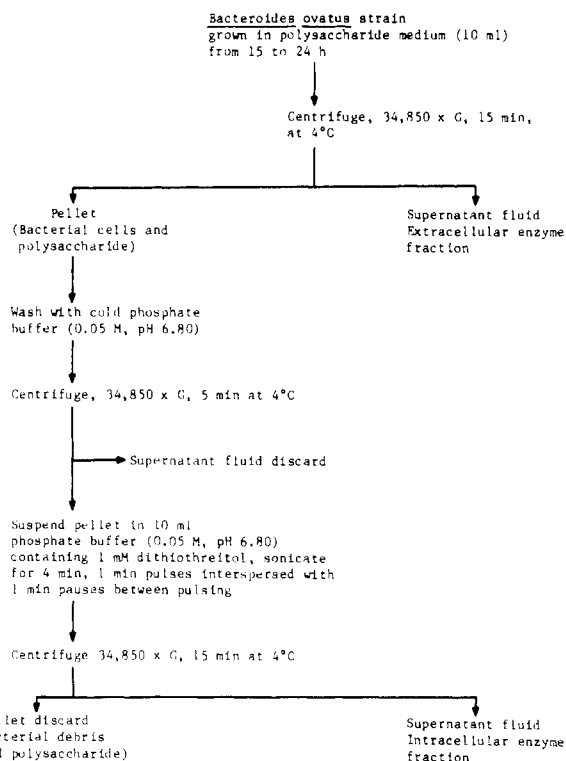 Bacteroides ovatus strain
grown in polysaccharide medium (10 ml)
from 15 to 24 h
Centrifuge, 34,850 x G, 15 min,
at 4°C
Pellet
(Bacterial cells and
polysaccharide)
Supernatant fluid
Extracellular enzyme
fraction
Wash with cold phosphate
buffer (0.05 M, pH 6.80)
Centrifuge, 34,850 x G, 5 min at 4°C
Supernatant fluid discard
Suspend pellet in 10 ml
phosphate buffer (0.05 M, pH 6.80)
containing 1 mM dithiothreitol, sonicate
for 4 min, 1 min pulses interspersed with
1 min pauses between pulsing
Centrifuge 34,850 x G, 15 min at 4°C
let discard
terial debris
polysaccharide)
Supernatant fluid
Intracellular enzyme
fraction